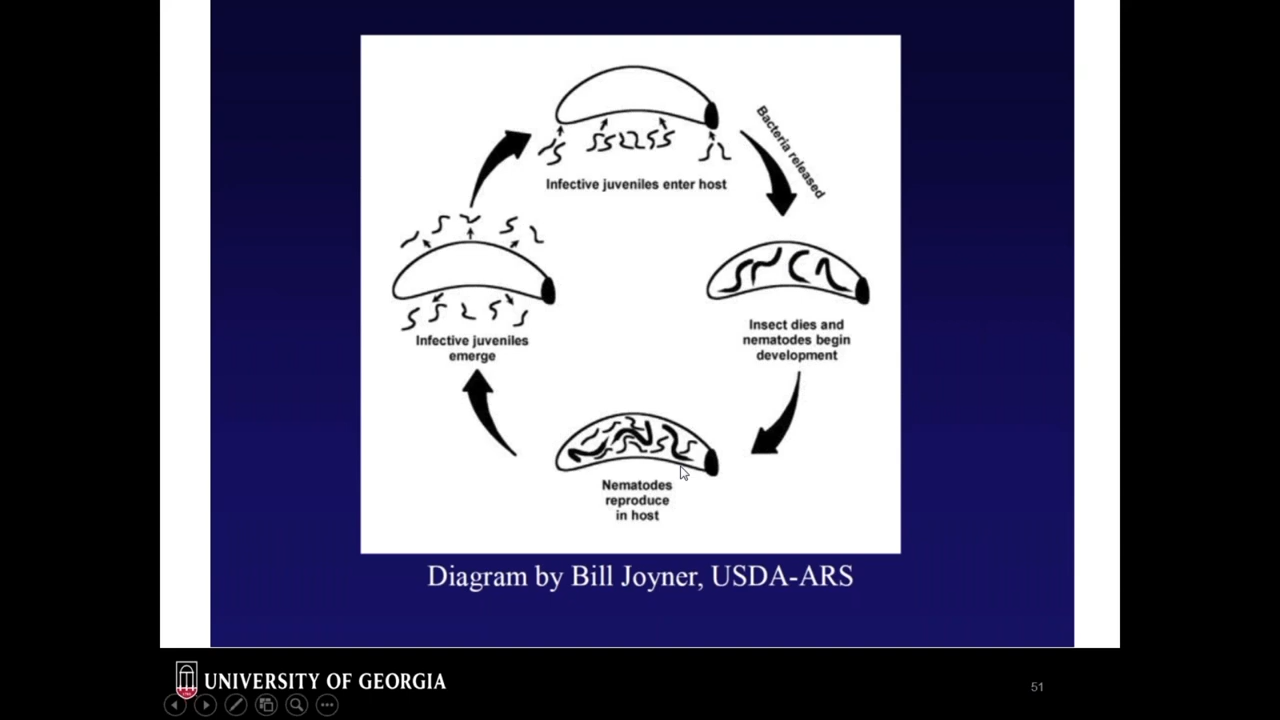 Infective juveniles enter host
Bacteria released
Insect dies and
nematodes begin
development
Nematodes
reproduce
in host
Infective juveniles
emerge
Diagram by Bill Joyner, USDA-ARS
UNIVERSITY OF GEORGIA
51